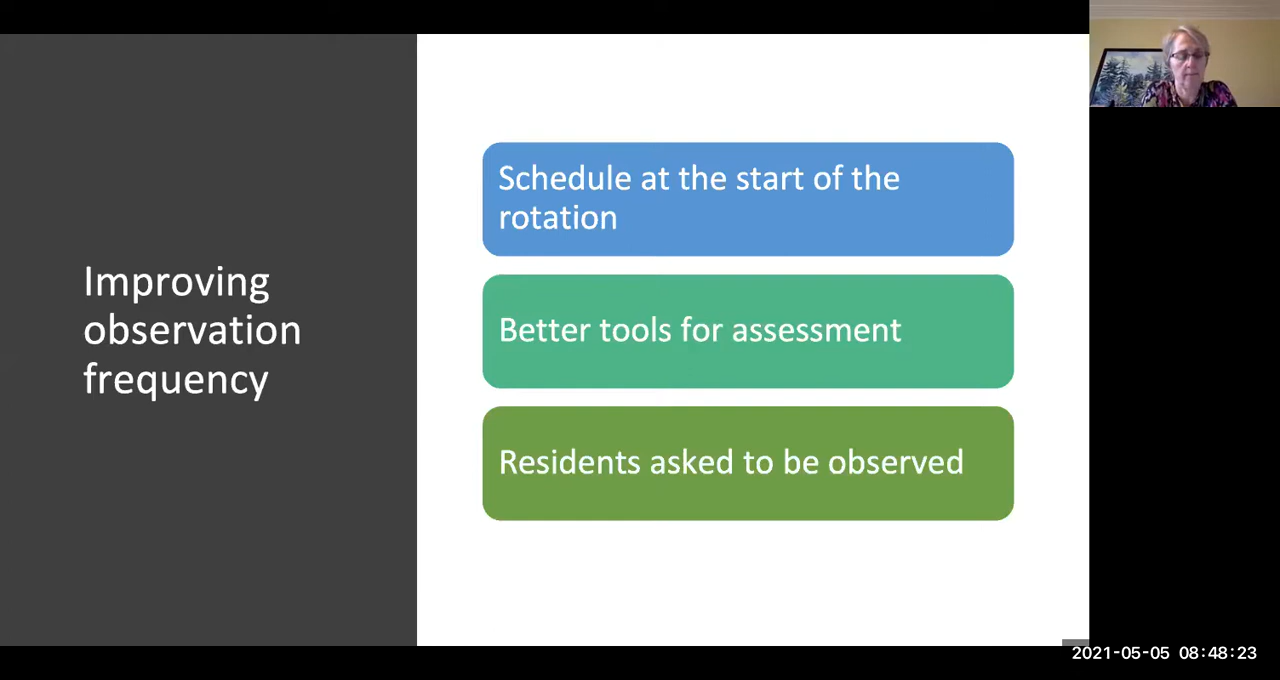 Improving
observation
frequency
Schedule at the start of the
rotation
Better tools for assessment
Residents asked to be observed
2021-05-05 08:48:23